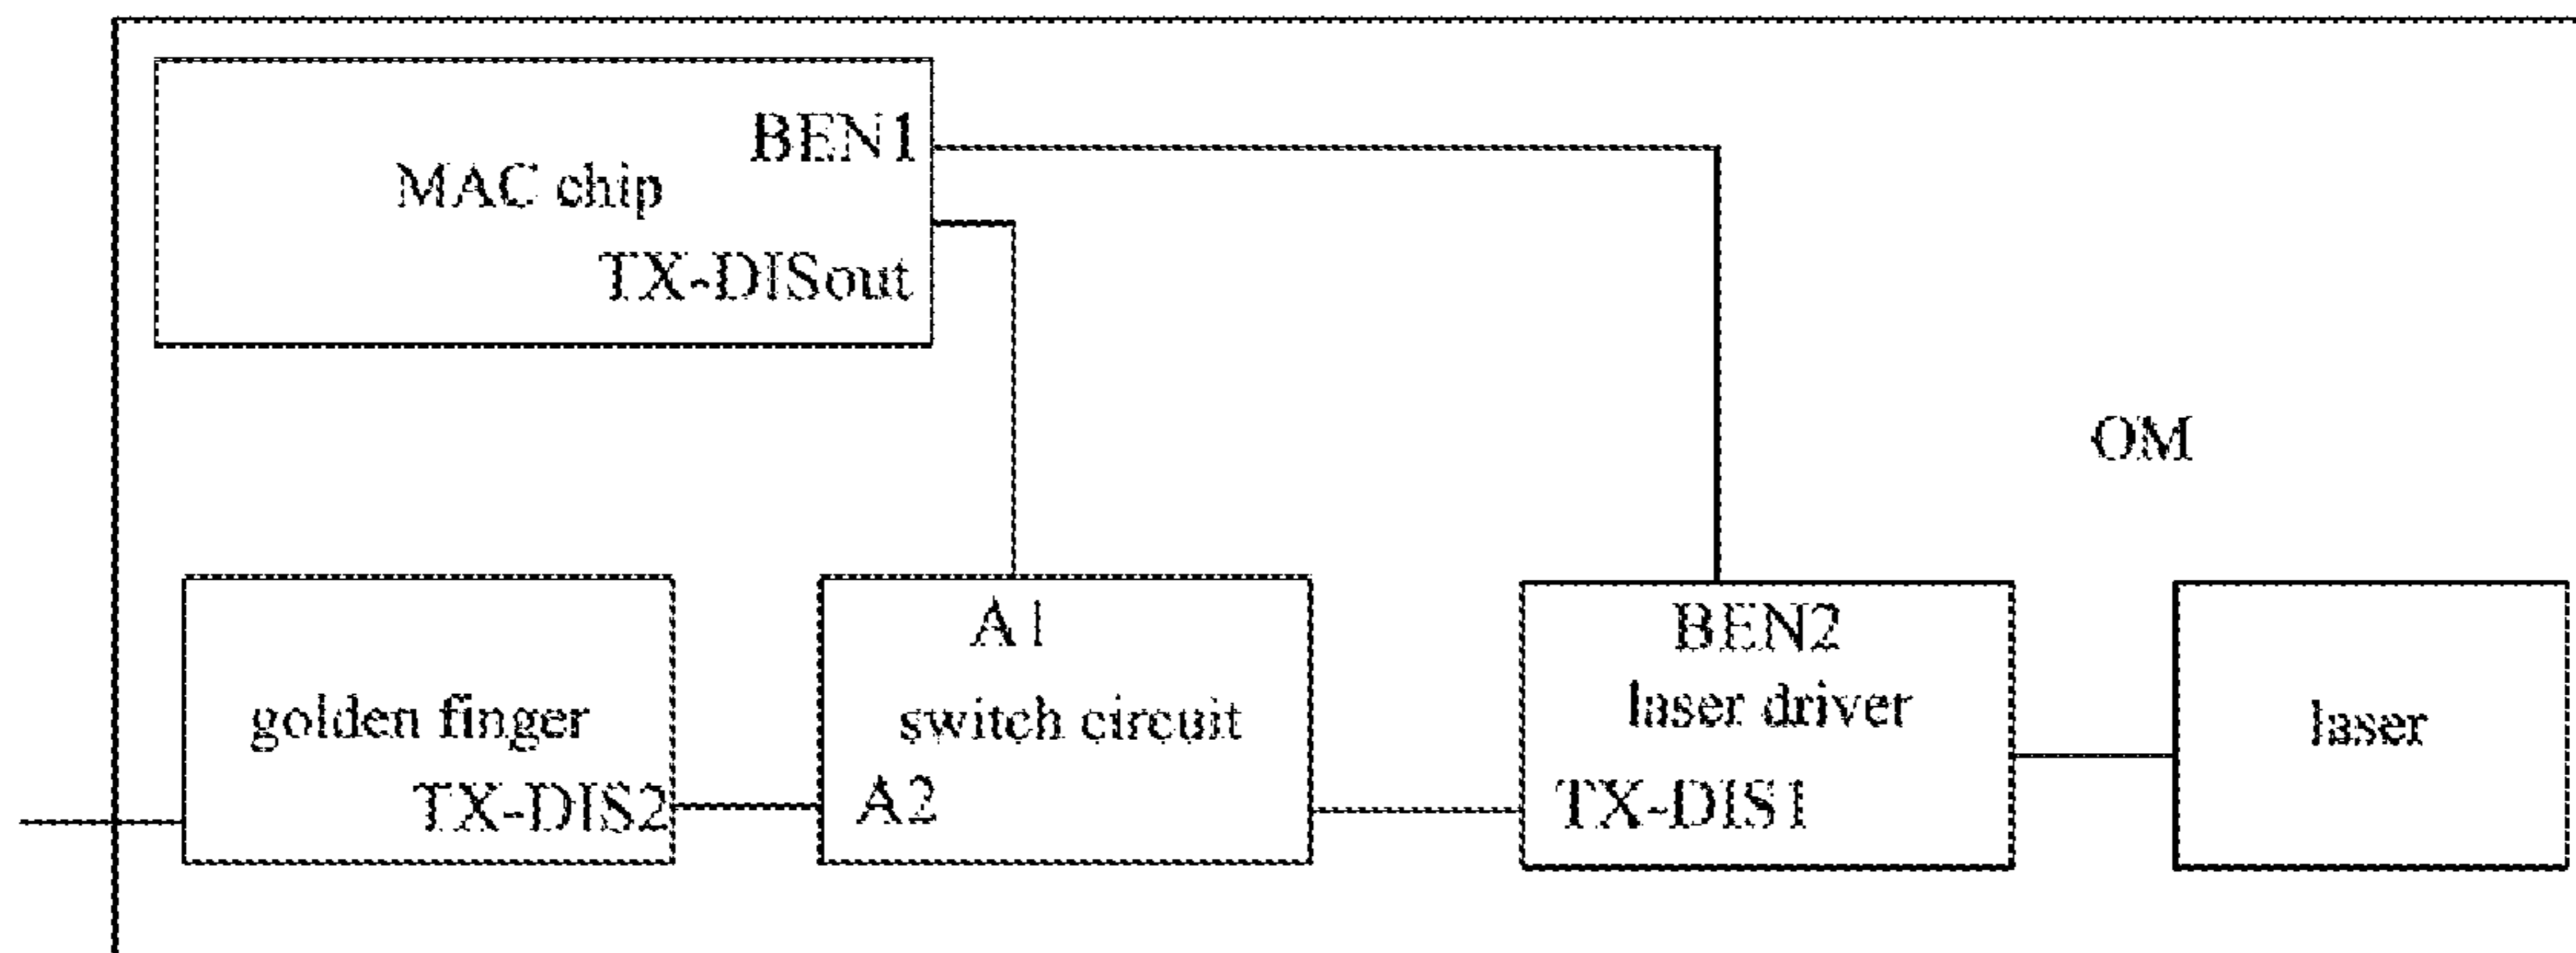 BEN1
MAC chip
TX-DISout
OM
A1
BEN2
golden finger
switch circuit
laser driver
laser
TX-DIS2
A2
TX-DIS1